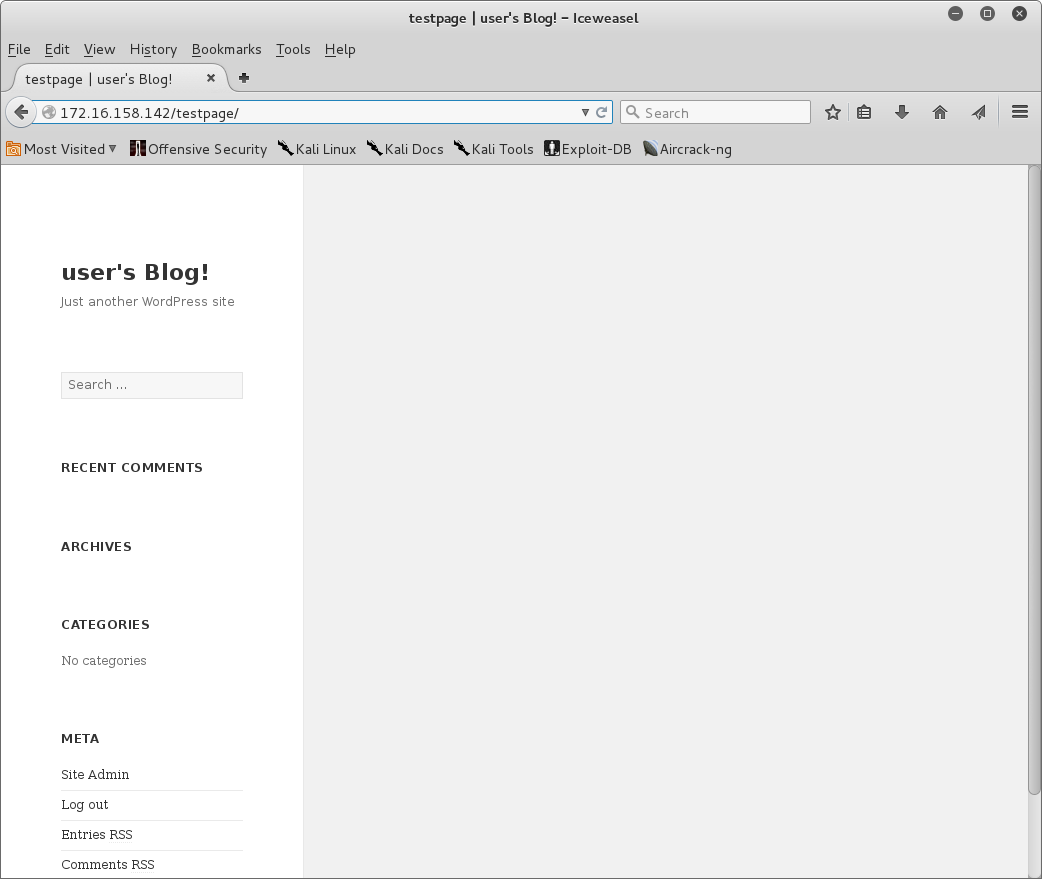 testpage | user's Blog! – Iceweasel
File Edit View History Bookmarks Tools Help
testpage | user's Blog!
172.16.158.142/testpage/ Search
Most Visited Offensive Security Kali Linux Kali Docs Kali Tools Exploit-DB Aircrack-ng
user's Blog!
Just another WordPress site
Search ...
RECENT COMMENTS
ARCHIVES
CATEGORIES
No categories
META
Site Admin
Log out
Entries RSS
Comments RSS